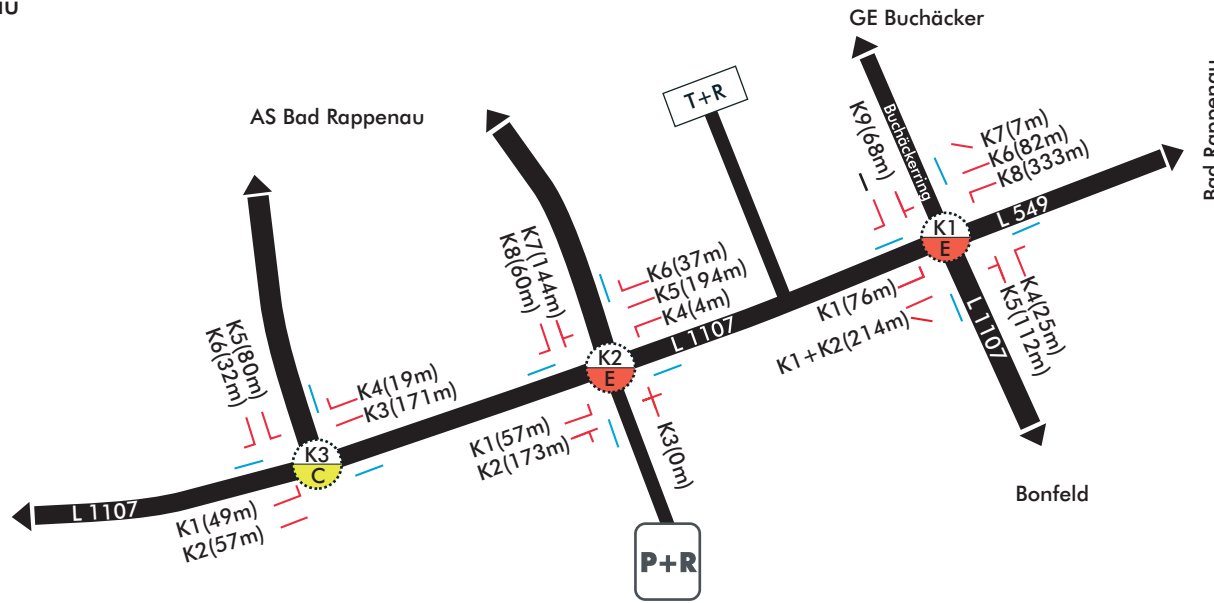 GE Buchäcker
AS Bad Rappenau
T+R
K9(68m)
Buchäckerring
K7(7m)
K6(82m)
K8(333m)
Bad Rappenau
L 549
K1
E
K7(144m)
K8(60m)
K6(37m)
K5(194m)
K4(4m)
L 1107
K1(76m)
K1+K2(214m)
L 1107
K4(25m)
K5(112m)
K2
E
K5(80m)
K6(32m)
K4(19m)
K3(171m)
K1(57m)
K2(173m)
K3(0m)
K3
C
L 1107
K1(49m)
K2(57m)
Bonfeld
P+R